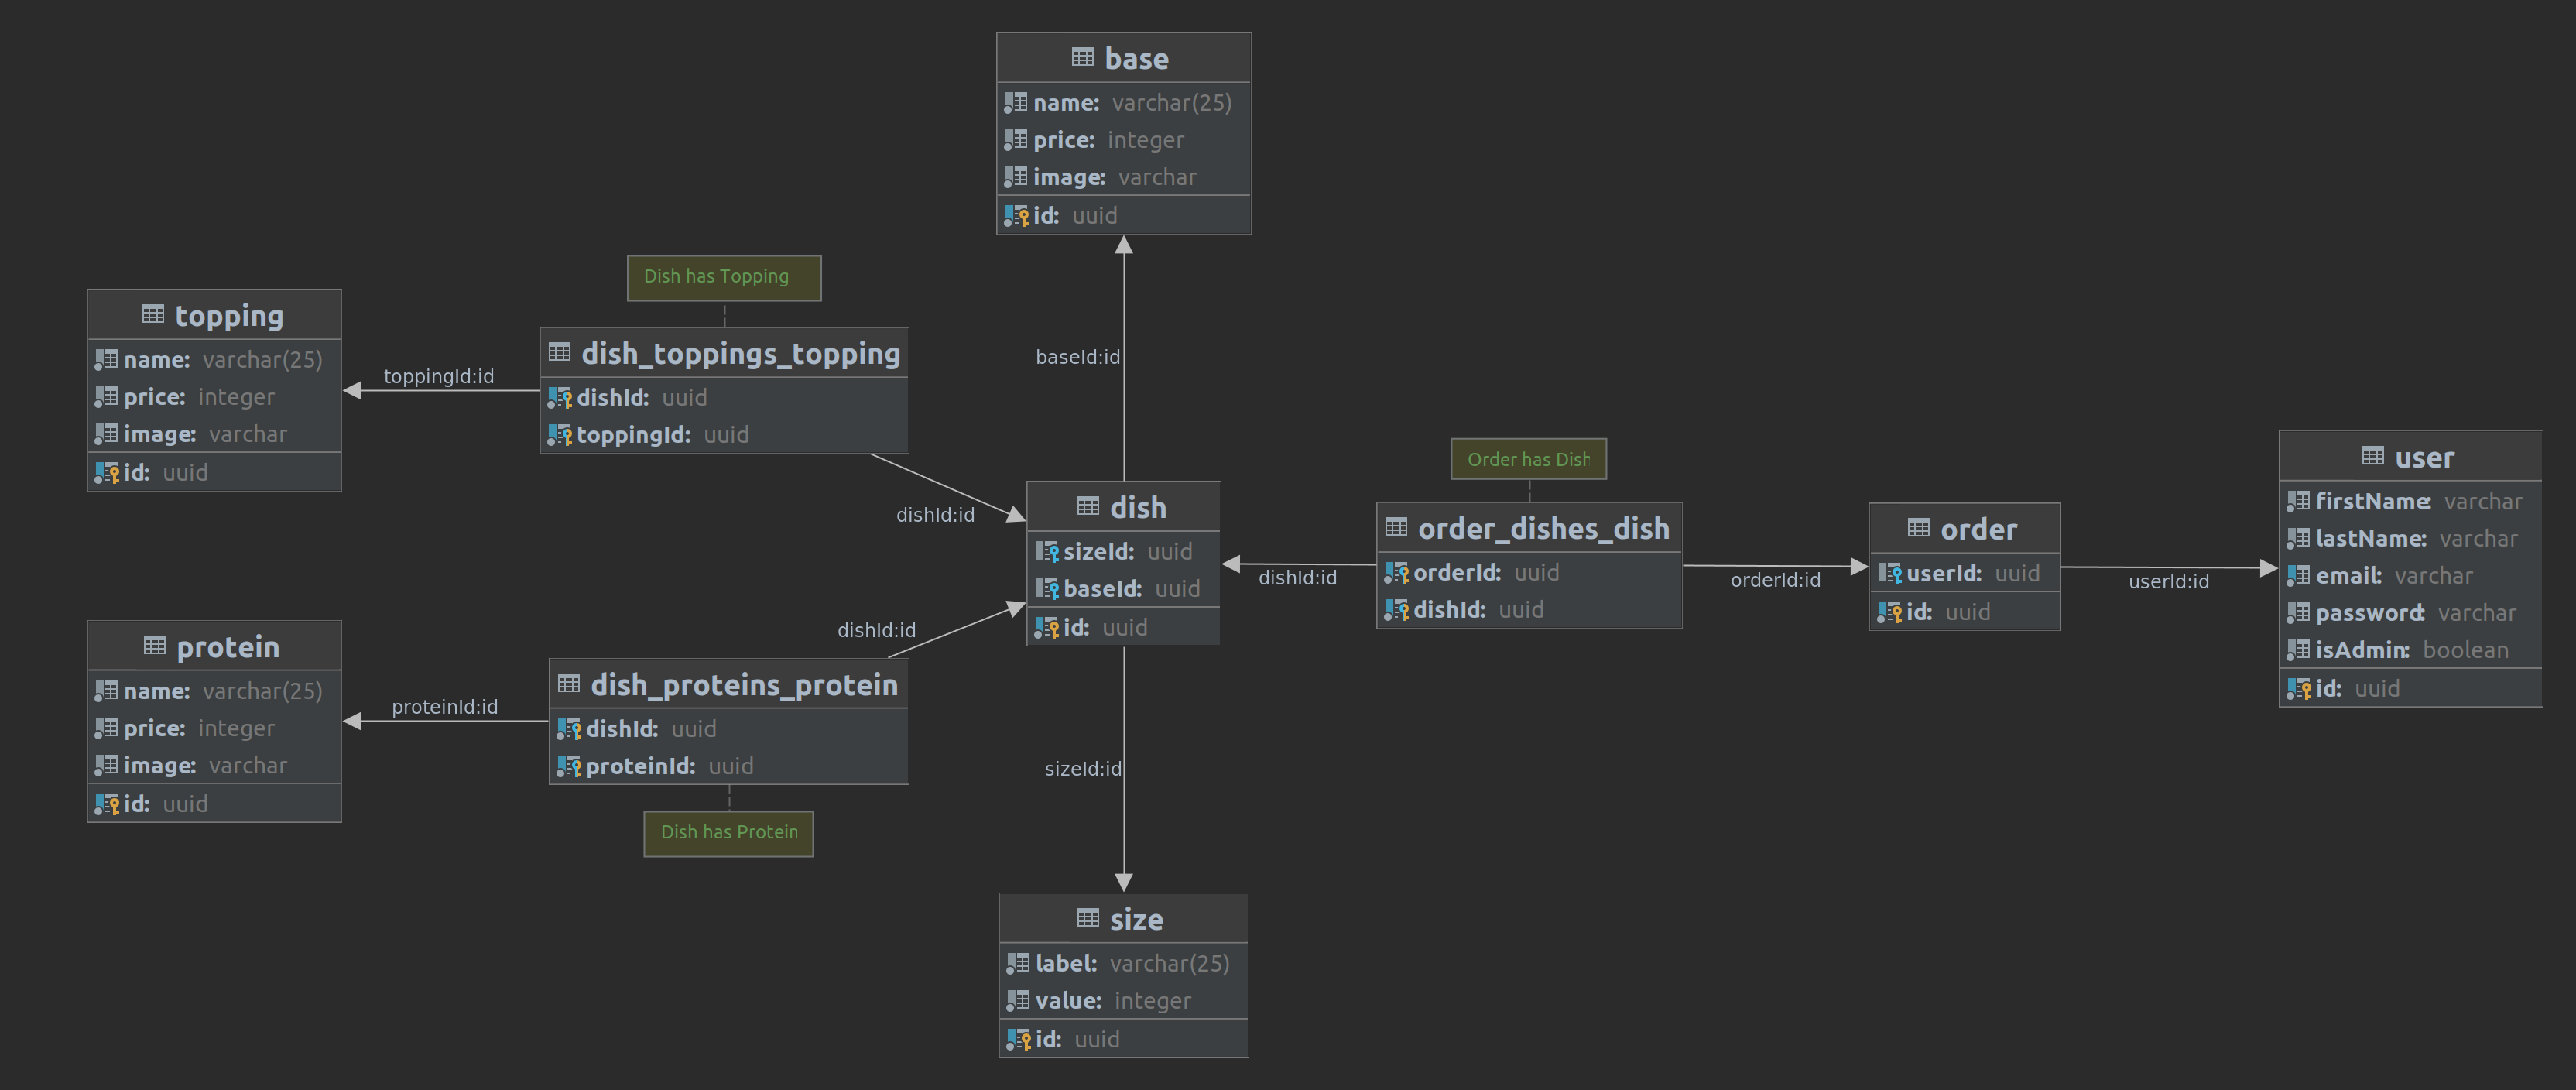 base
name: varchar(25)
price: integer
image: varchar
id: uuid
baseId:id
Dish has Topping
topping
name: varchar(25)
price: integer
image: varchar
id: uuid
toppingId:id
dish_toppings_topping
dishId: uuid
toppingId: uuid
dishId:id
dish
sizeId: uuid
baseId: uuid
id: uuid
dishId:id
Order has Dish
order_dishes_dish
orderId: uuid
dishId: uuid
orderId:id
order
userId: uuid
id: uuid
userId:id
user
firstName: varchar
lastName: varchar
email: varchar
password: varchar
isAdmin: boolean
id: uuid
protein
name: varchar(25)
price: integer
image: varchar
id: uuid
proteinId:id
dishId:id
dish_proteins_protein
dishId: uuid
proteinId: uuid
Dish has Protein
sizeId:id
size
label: varchar(25)
value: integer
id: uuid